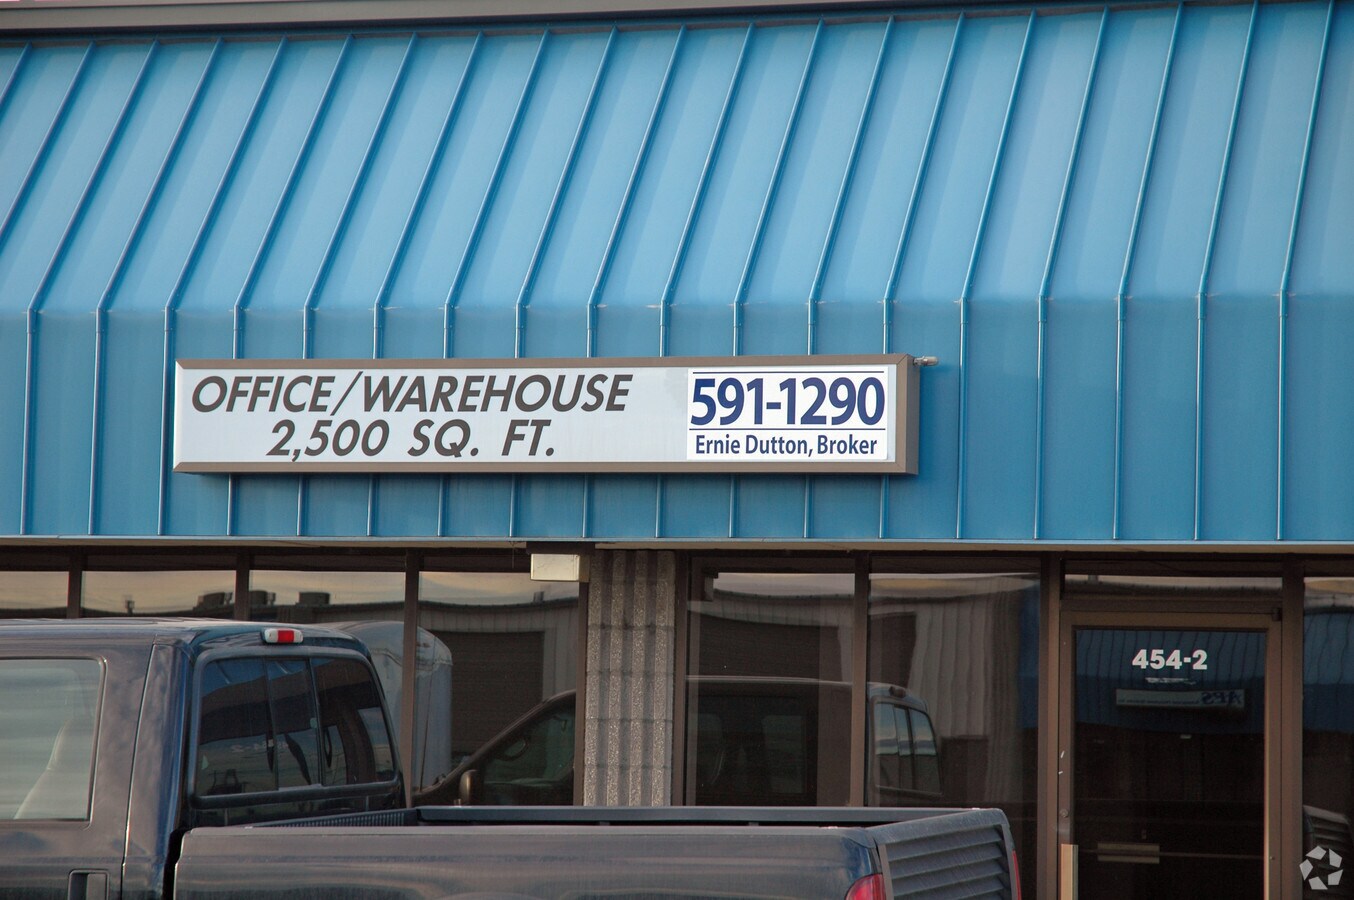 OFFICE/WAREHOUSE
2,500 SQ. FT.
591-1290
Ernie Dutton, Broker
454-2